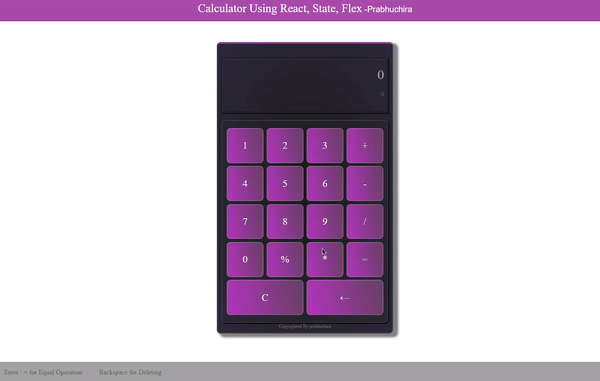 Calculator Using React, State, Flex -Prabhuchira
0
0
1 2 3 +
4 5 6 -
7 8 9 /
0 % * =
C ←
Copyrighted By prabhuchira
Enter | = for Equal Operation Backspace for Deleting